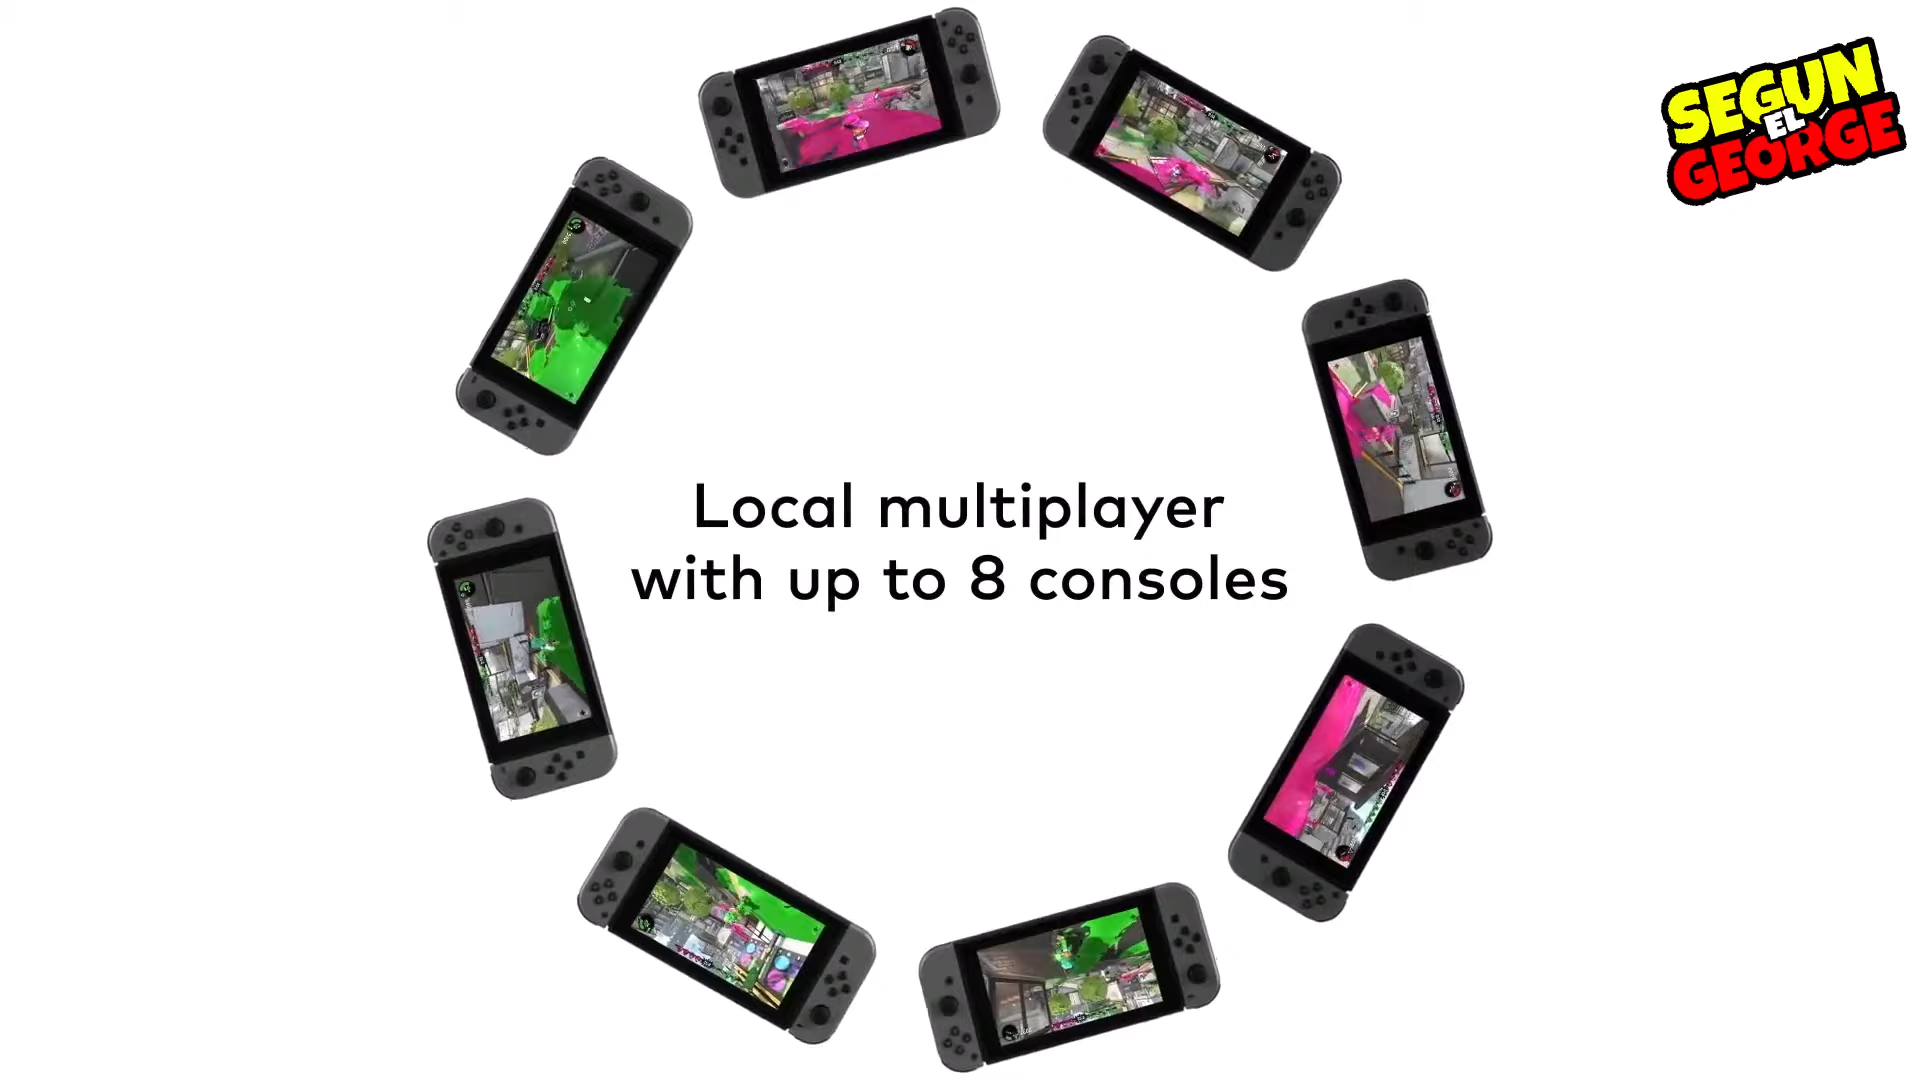 SEGUN
EL
GEORGE
Local multiplayer
with up to 8 consoles